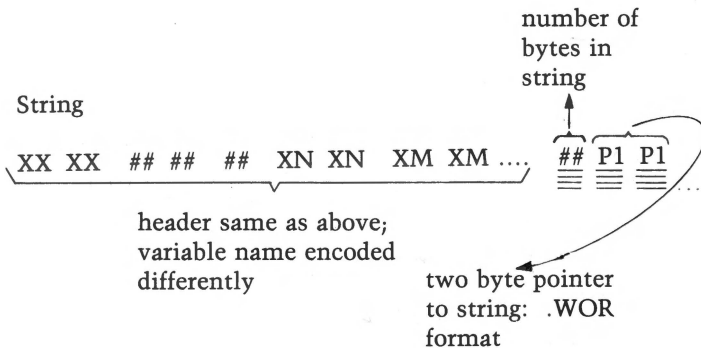 number of
bytes in
string
String
XX XX ## ## ## XN XN XM XM .... ## P1 P1
....
header same as above;
variable name encoded
differently
two byte pointer
to string: .WOR
format